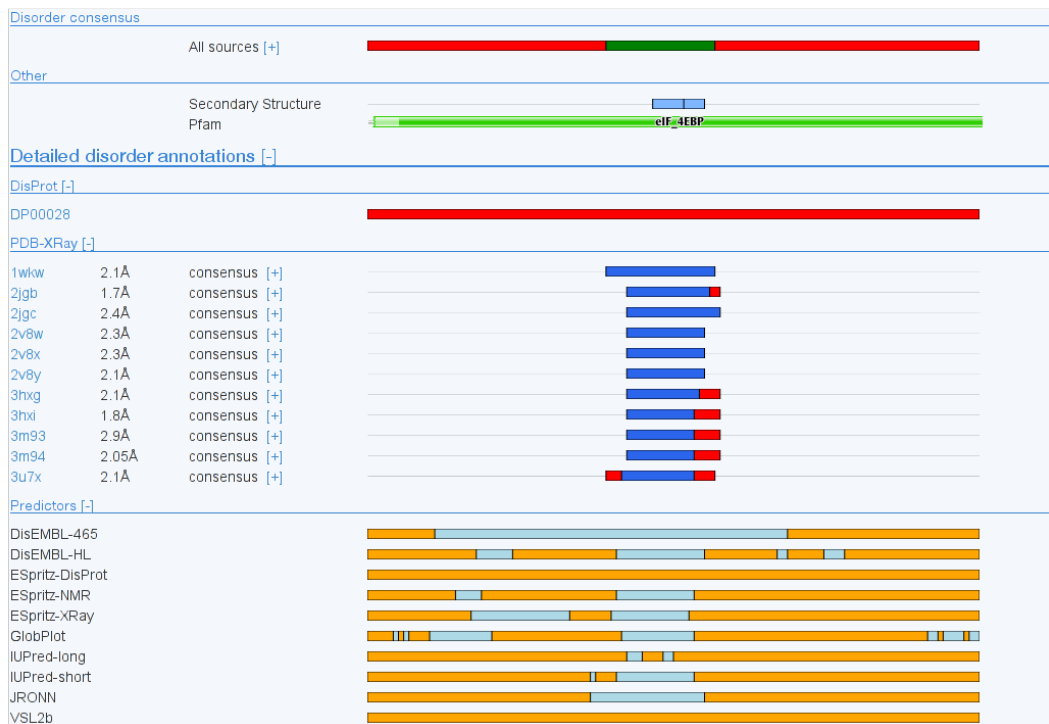 Disorder consensus
All sources [+]
Other
Secondary Structure
Pfam eIF_4EBP
Detailed disorder annotations [-]
DisProt [-]
DP00028
PDB-XRay [-]
1wkw 2.1Å consensus [+]
2jgb 1.7Å consensus [+]
2jgc 2.4Å consensus [+]
2v8w 2.3Å consensus [+]
2v8x 2.3Å consensus [+]
2v8y 2.1Å consensus [+]
3hxg 2.1Å consensus [+]
3hxi 1.8Å consensus [+]
3m93 2.9Å consensus [+]
3m94 2.05Å consensus [+]
3u7x 2.1Å consensus [+]
Predictors [-]
DisEMBL-465
DisEMBL-HL
ESpritz-DisProt
ESpritz-NMR
ESpritz-XRay
GlobPlot
IUPred-long
IUPred-short
JRONN
VSL2b